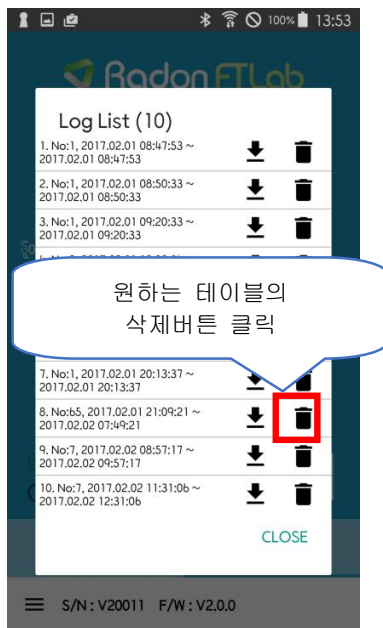 100% 13:53
Radon FTLab
Log List (10)
1. No:1, 2017.02.01 08:47:53 ~
2017.02.01 08:47:53
2. No:1, 2017.02.01 08:50:33 ~
2017.02.01 08:50:33
3. No:1, 2017.02.01 09:20:33 ~
2017.02.01 09:20:33
원하는 테이블의
삭제버튼 클릭
7. No:1, 2017.02.01 20:13:37 ~
2017.02.01 20:13:37
8. No:65, 2017.02.01 21:09:21 ~
2017.02.02 07:49:21
9. No:7, 2017.02.02 08:57:17 ~
2017.02.02 09:57:17
10. No:7, 2017.02.02 11:31:06 ~
2017.02.02 12:31:06
CLOSE
S/N : V20011 F/W : V2.0.0